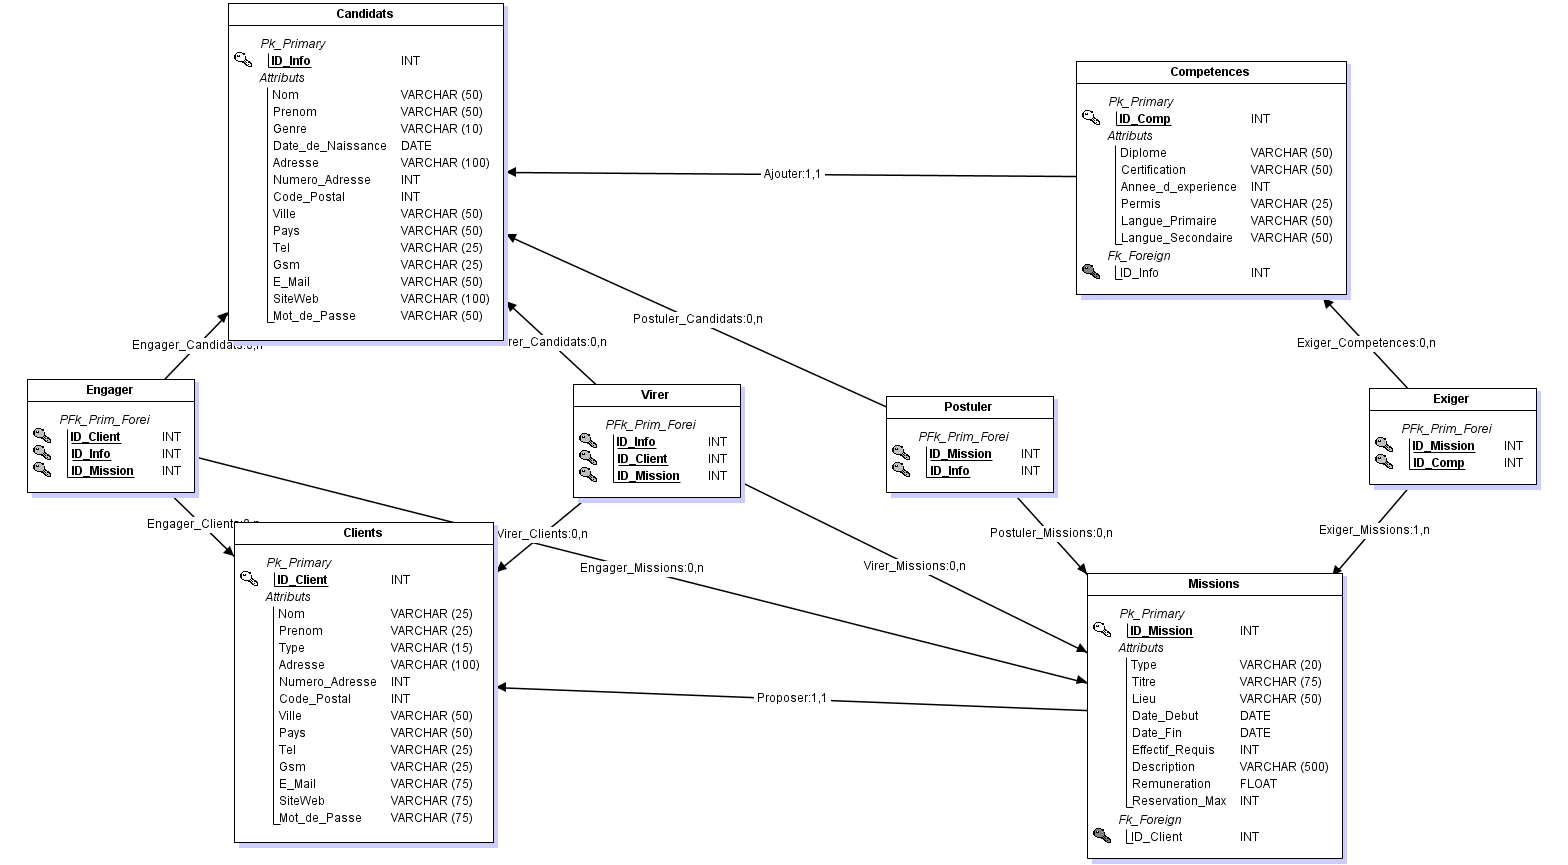 Candidats
Pk_Primary
ID_Info INT
Attributs
Nom VARCHAR (50)
Prenom VARCHAR (50)
Genre VARCHAR (10)
Date_de_Naissance DATE
Adresse VARCHAR (100)
Numero_Adresse INT
Code_Postal INT
Ville VARCHAR (50)
Pays VARCHAR (50)
Tel VARCHAR (25)
Gsm VARCHAR (25)
E_Mail VARCHAR (50)
SiteWeb VARCHAR (100)
Mot_de_Passe VARCHAR (50)
Competences
Pk_Primary
ID_Comp INT
Attributs
Diplome VARCHAR (50)
Certification VARCHAR (50)
Annee_d_experience INT
Permis VARCHAR (25)
Langue_Primaire VARCHAR (50)
Langue_Secondaire VARCHAR (50)
Fk_Foreign
ID_Info INT
Ajouter:1,1
Postuler_Candidats:0,n
Engager_Candidats:0,n
rer_Candidats:0,n
Exiger_Competences:0,n
Engager
PFk_Prim_Forei
ID_Client INT
ID_Info INT
ID_Mission INT
Virer
PFk_Prim_Forei
ID_Info INT
ID_Client INT
ID_Mission INT
Postuler
PFk_Prim_Forei
ID_Mission INT
ID_Info INT
Exiger
PFk_Prim_Forei
ID_Mission INT
ID_Comp INT
Engager_Clients:0,n
Virer_Clients:0,n
Postuler_Missions:0,n
Exiger_Missions:1,n
Engager_Missions:0,n
Virer_Missions:0,n
Clients
Pk_Primary
ID_Client INT
Attributs
Nom VARCHAR (25)
Prenom VARCHAR (25)
Type VARCHAR (15)
Adresse VARCHAR (100)
Numero_Adresse INT
Code_Postal INT
Ville VARCHAR (50)
Pays VARCHAR (50)
Tel VARCHAR (25)
Gsm VARCHAR (25)
E_Mail VARCHAR (75)
SiteWeb VARCHAR (75)
Mot_de_Passe VARCHAR (75)
Proposer:1,1
Missions
Pk_Primary
ID_Mission INT
Attributs
Type VARCHAR (20)
Titre VARCHAR (75)
Lieu VARCHAR (50)
Date_Debut DATE
Date_Fin DATE
Effectif_Requis INT
Description VARCHAR (500)
Remuneration FLOAT
Reservation_Max INT
Fk_Foreign
ID_Client INT